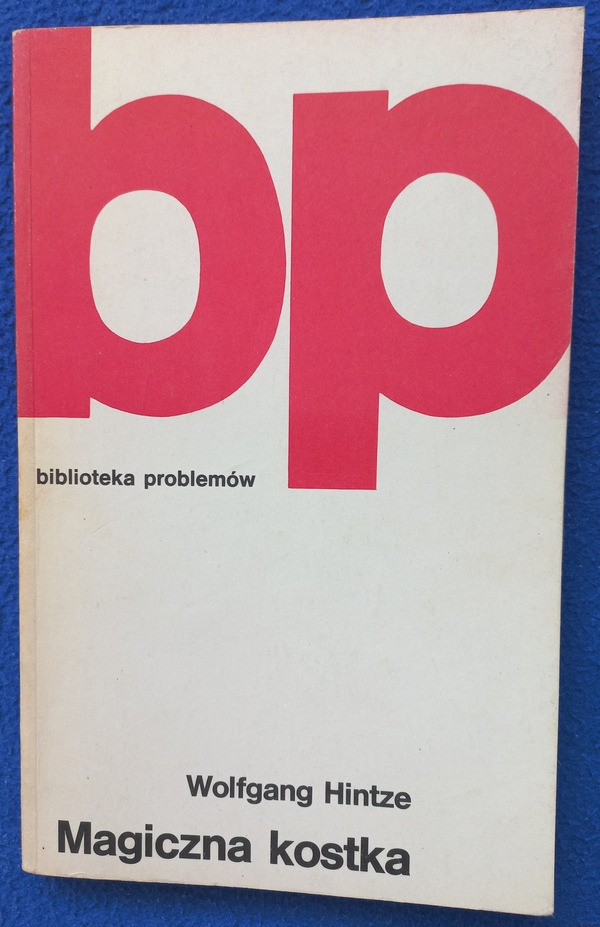 bp
biblioteka problemów
Wolfgang Hintze
Magiczna kostka